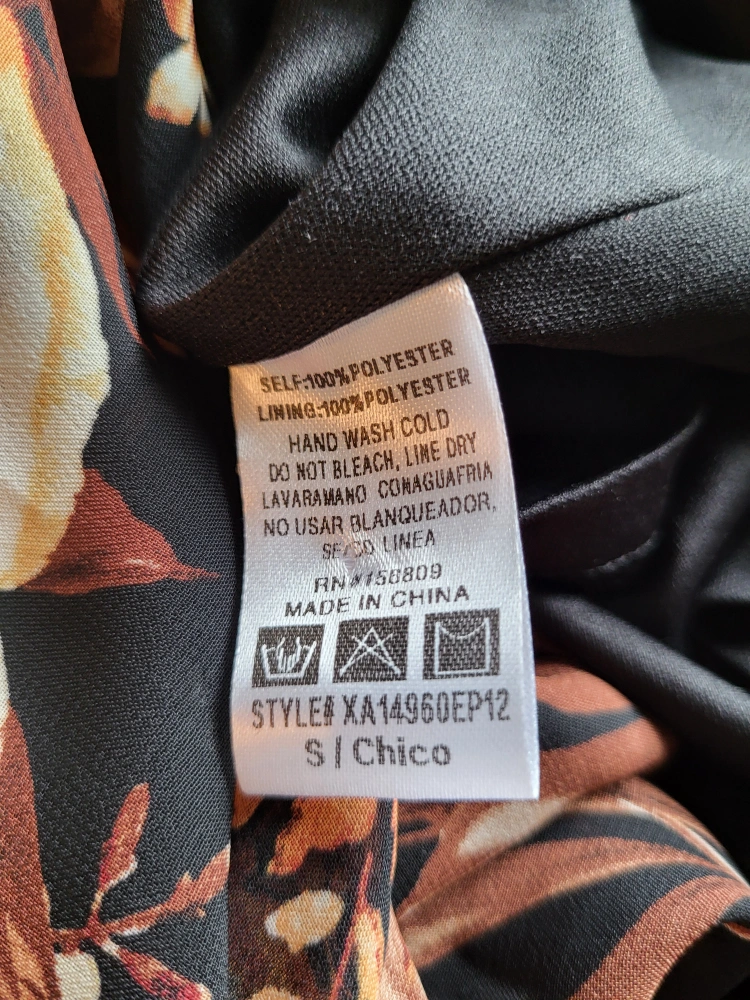 SELF:100%POLYESTER
LINING:100%POLYESTER
HAND WASH COLD
DO NOT BLEACH, LINE DRY
LAVARAMANO CONAGUAFRIA
NO USAR BLANQUEADOR,
LINEA
RN#158809
MADE IN CHINA
STYLE# XA14960EP12
S | Chico